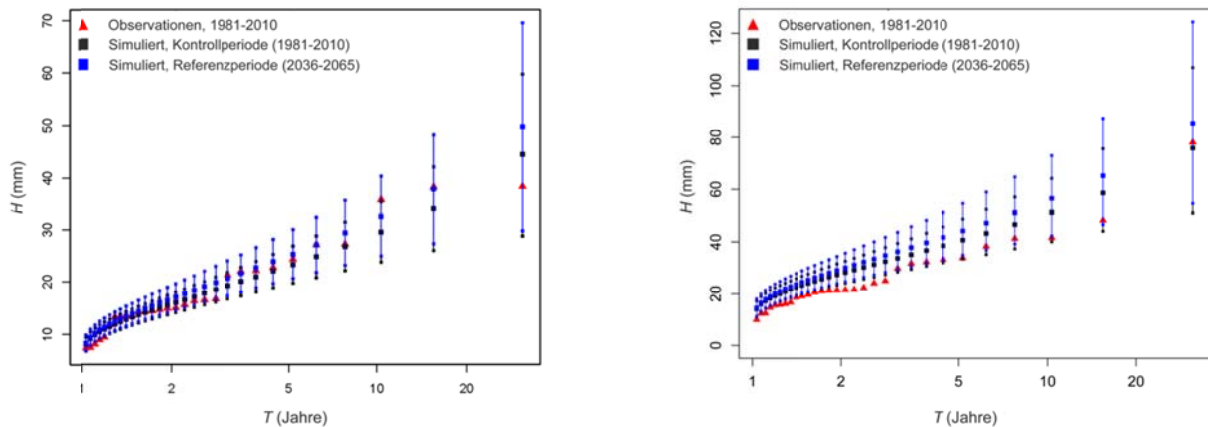 70
60
50
40
30
20
10
H (mm)
Observationen, 1981-2010
Simuliert, Kontrollperiode (1981-2010)
Simuliert, Referenzperiode (2036-2065)
1 2 5 10 20
T (Jahre)
120
100
80
60
40
20
0
H (mm)
Observationen, 1981-2010
Simuliert, Kontrollperiode (1981-2010)
Simuliert, Referenzperiode (2036-2065)
1 2 5 10 20
T (Jahre)